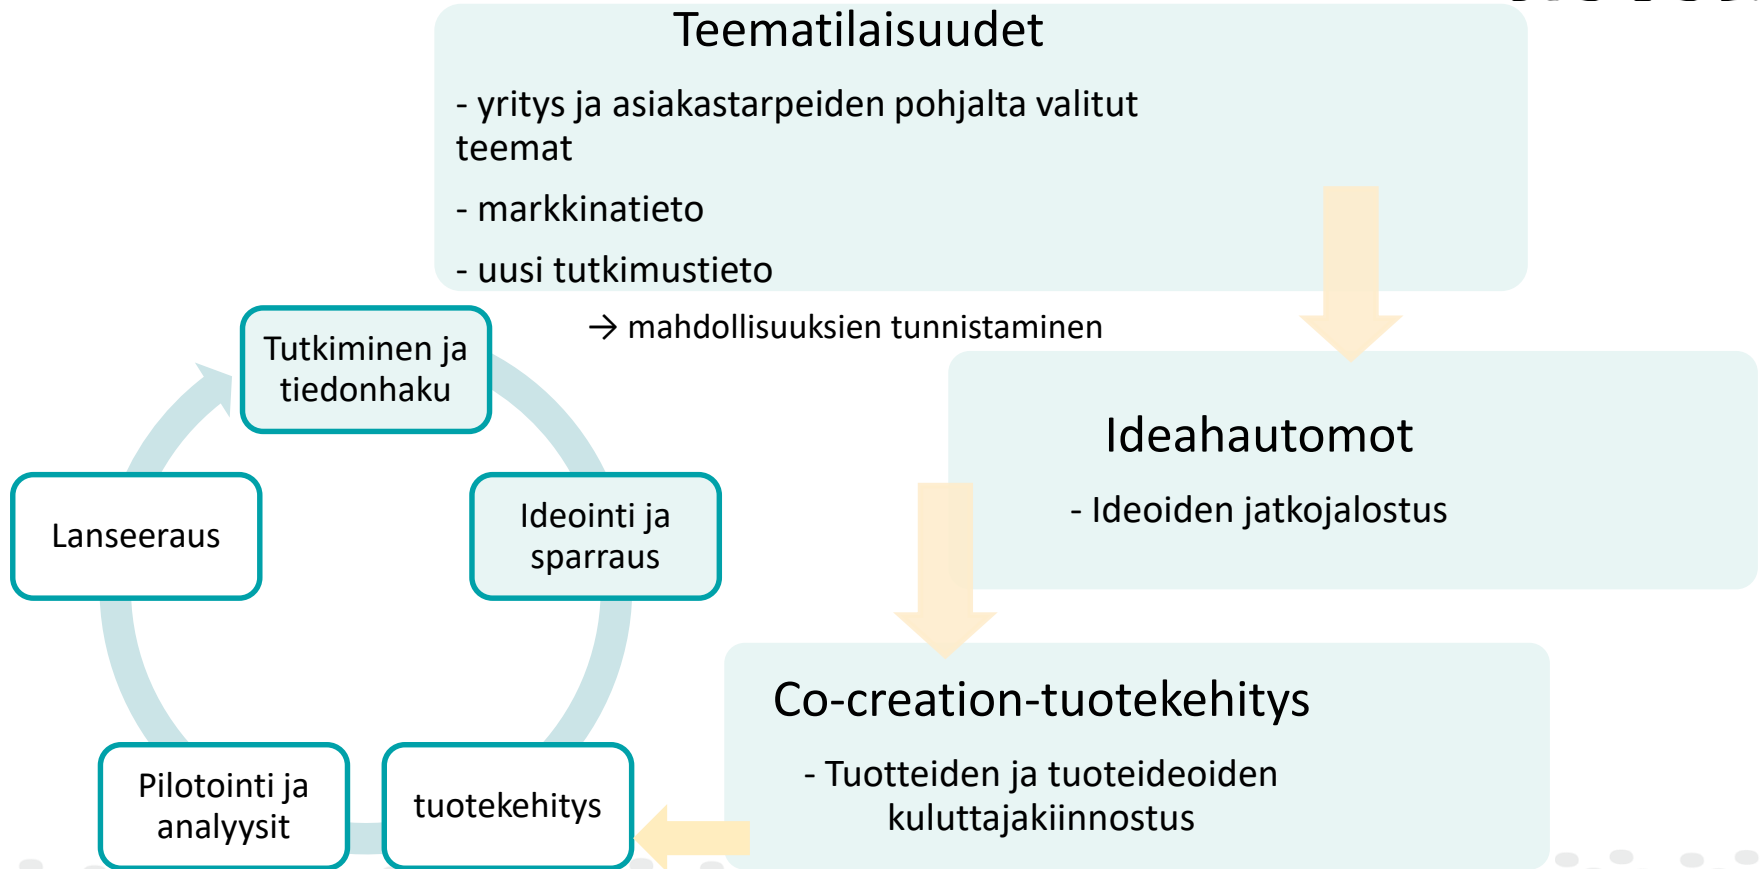 Teematilaisuudet
- yritys ja asiakastarpeiden pohjalta valitut
teemat
- markkinatieto
- uusi tutkimustieto
→ mahdollisuuksien tunnistaminen
Tutkiminen ja
tiedonhaku
Ideointi ja
sparraus
tuotekehitys
Pilotointi ja
analyysit
Lanseeraus
Ideahautomot
- Ideoiden jatkojalostus
Co-creation-tuotekehitys
- Tuotteiden ja tuoteideoiden
kuluttajakiinnostus